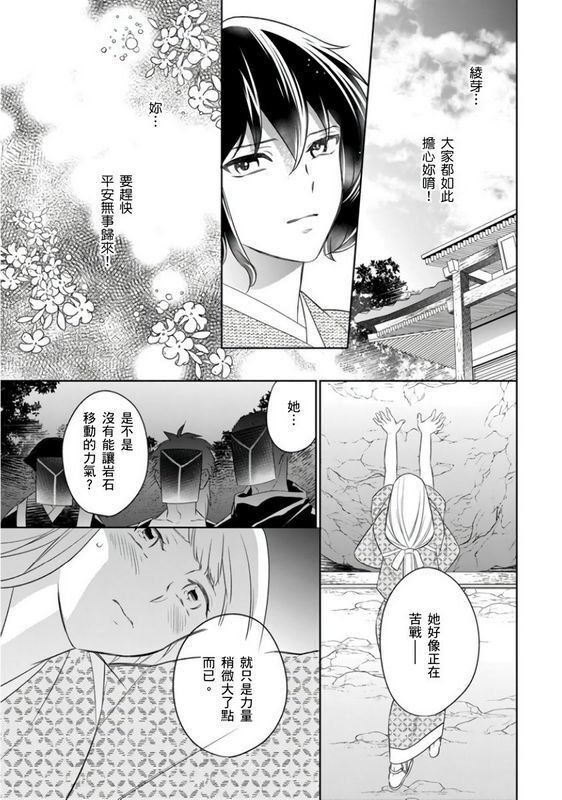 綾芽…
大家都如此
擔心妳唷！
妳…
要趕快
平安無事歸來！
她好像正在
苦戰——
她…
是不是
沒有能讓岩石
移動的力氣？
就只是力量
稍微大了點
而已。